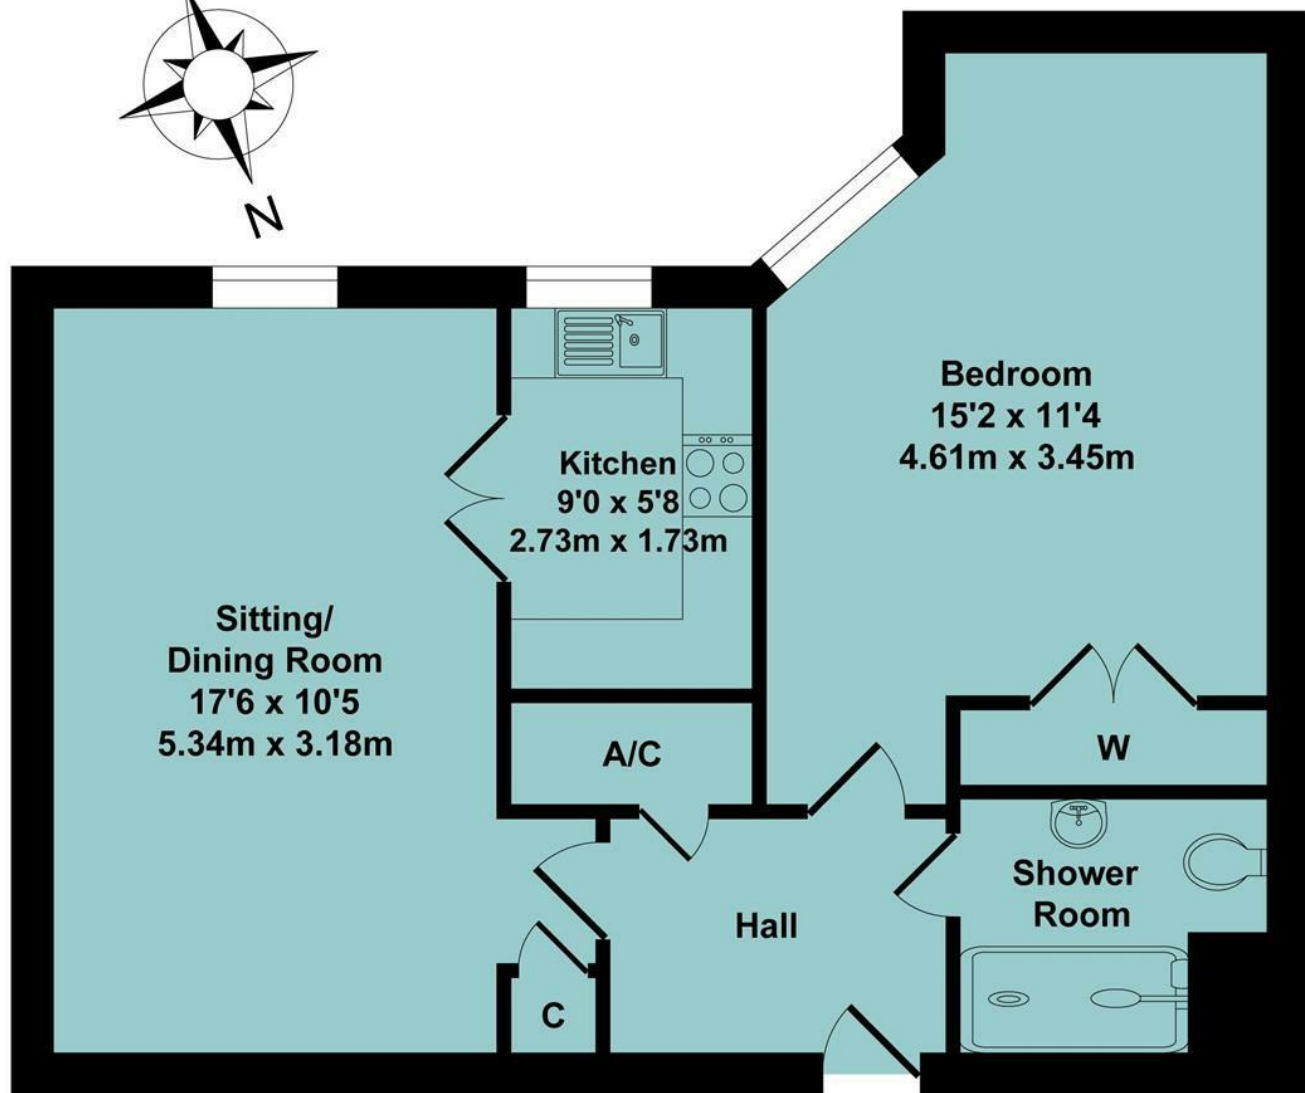 N
Bedroom
15'2 x 11'4
4.61m x 3.45m
Kitchen
9'0 x 5'8
2.73m x 1.73m
Sitting/
Dining Room
17'6 x 10'5
5.34m x 3.18m
A/C
W
Shower
Room
Hall
C